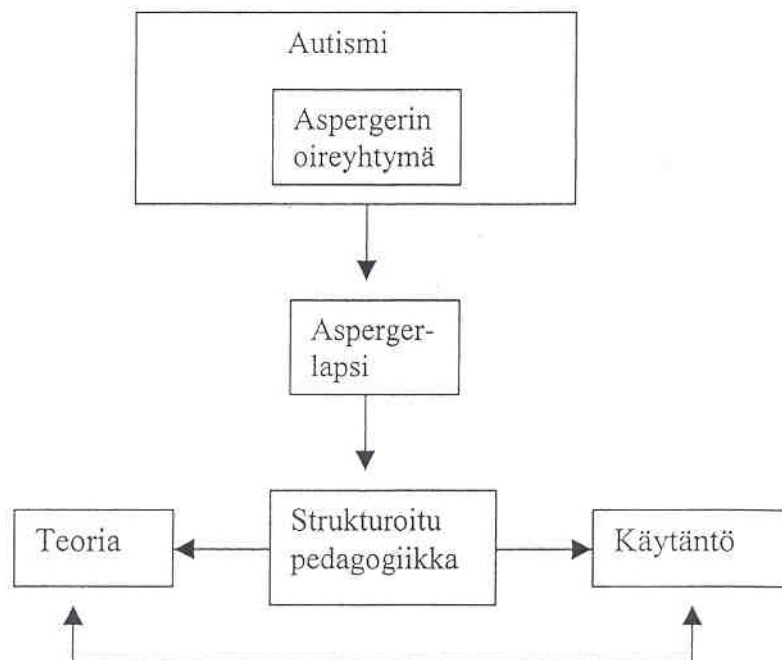 Autismi
Aspergerin
oireyhtymä
Asperger-
lapsi
Teoria
Strukturoitu
pedagogiikka
Käytäntö